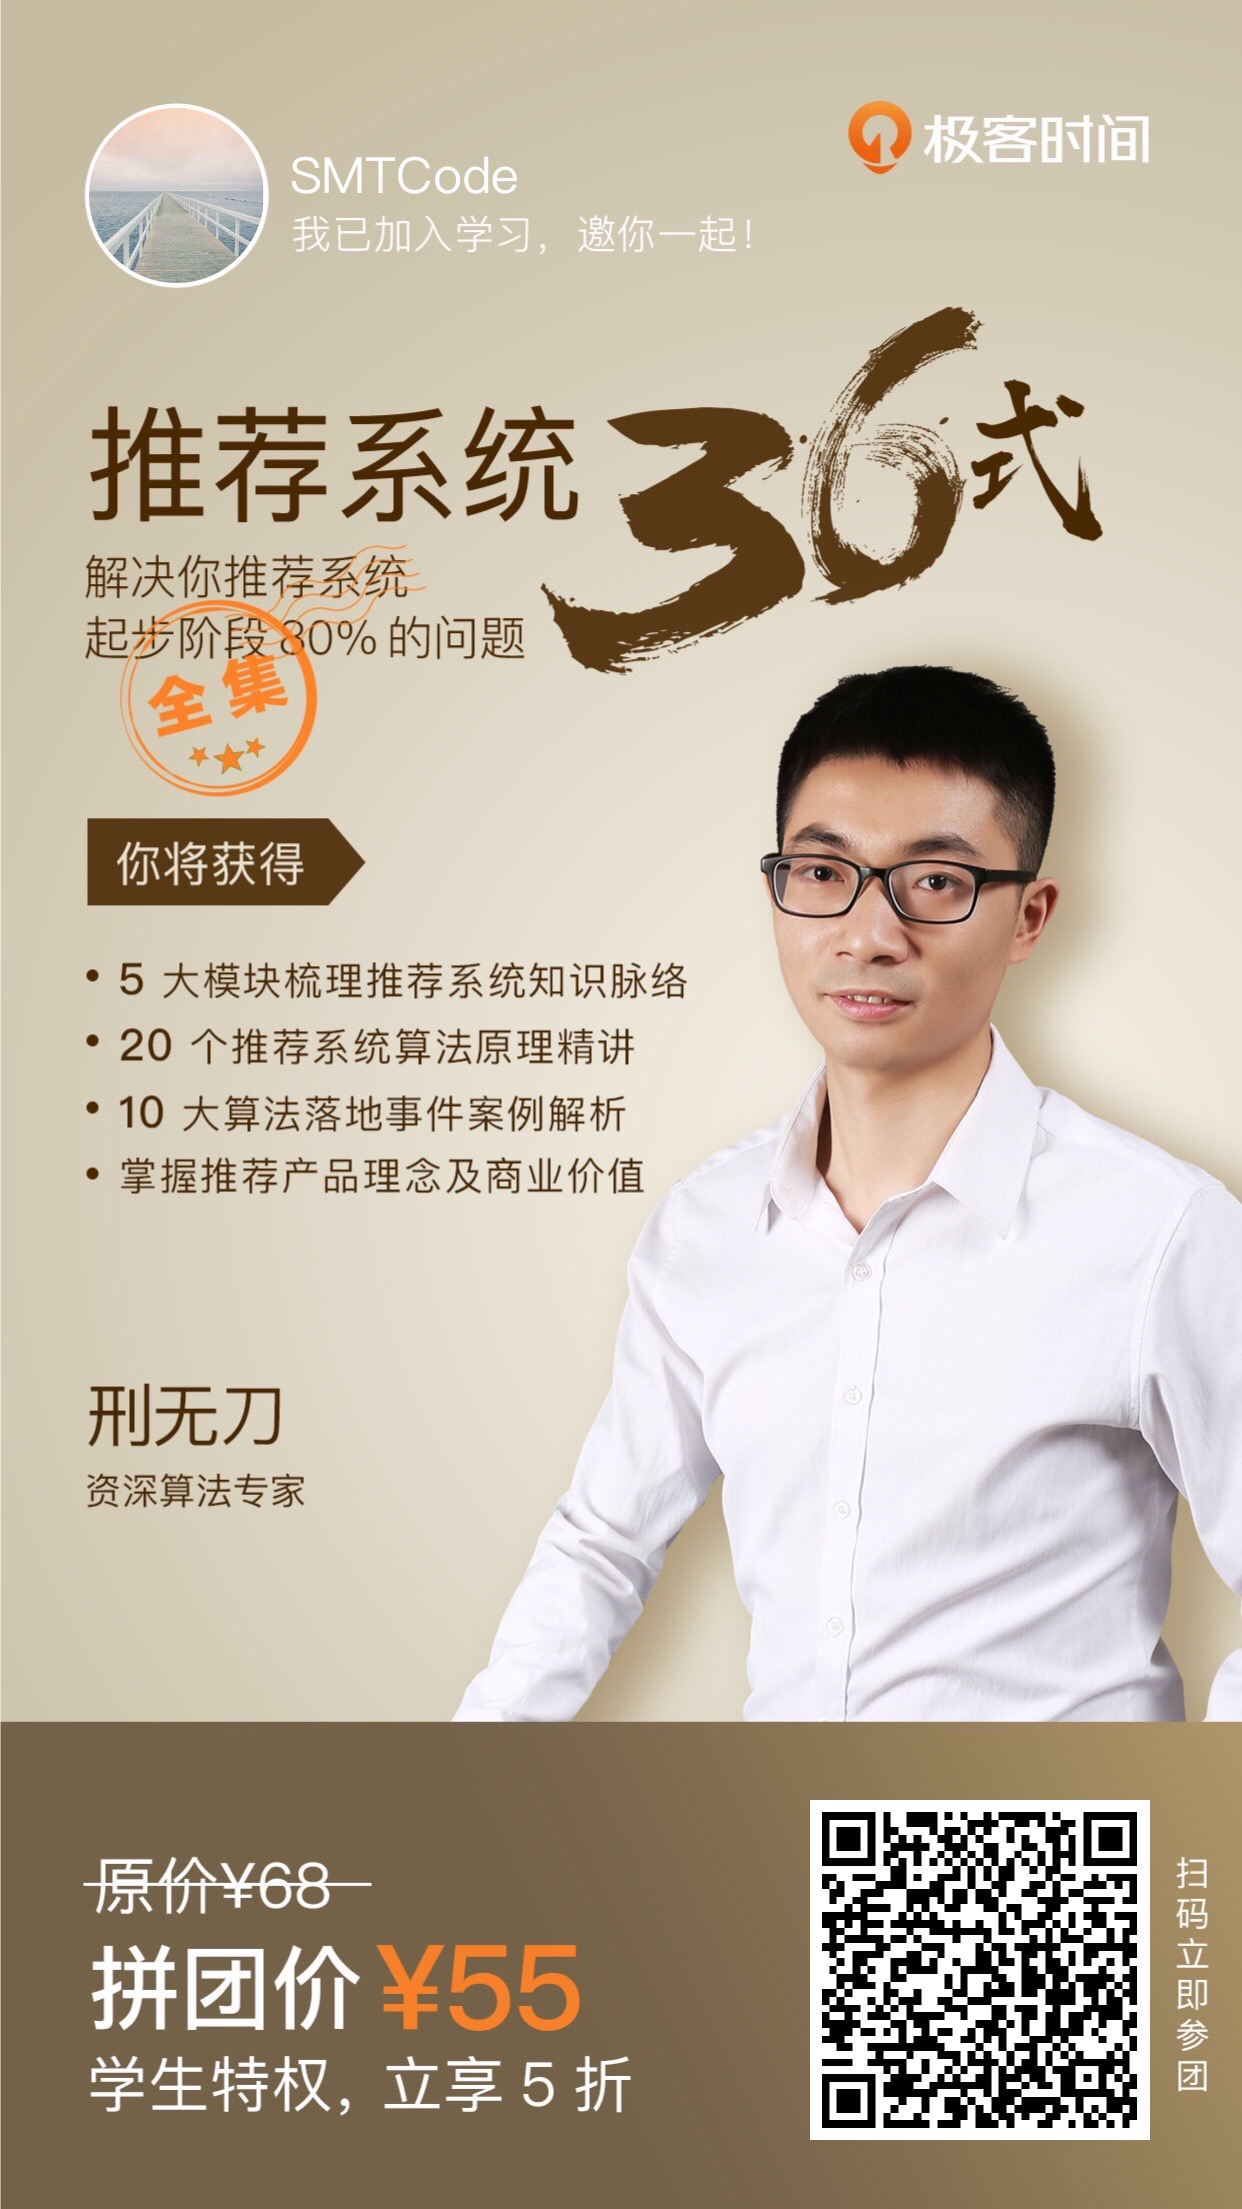 极客时间
SMTCode
我已加入学习，邀你一起！
推荐系统36式
解决你推荐系统
起步阶段 80% 的问题
全集
你将获得
• 5 大模块梳理推荐系统知识脉络
• 20 个推荐系统算法原理精讲
• 10 大算法落地事件案例解析
• 掌握推荐产品理念及商业价值
刑无刀
资深算法专家
原价¥68
拼团价 ¥55
学生特权，立享 5 折
扫码立即参团